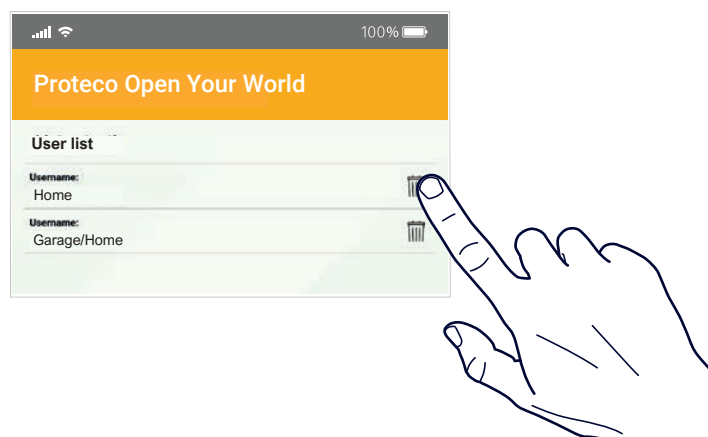 100%
Proteco Open Your World
User list
Username:
Home
Username:
Garage/Home